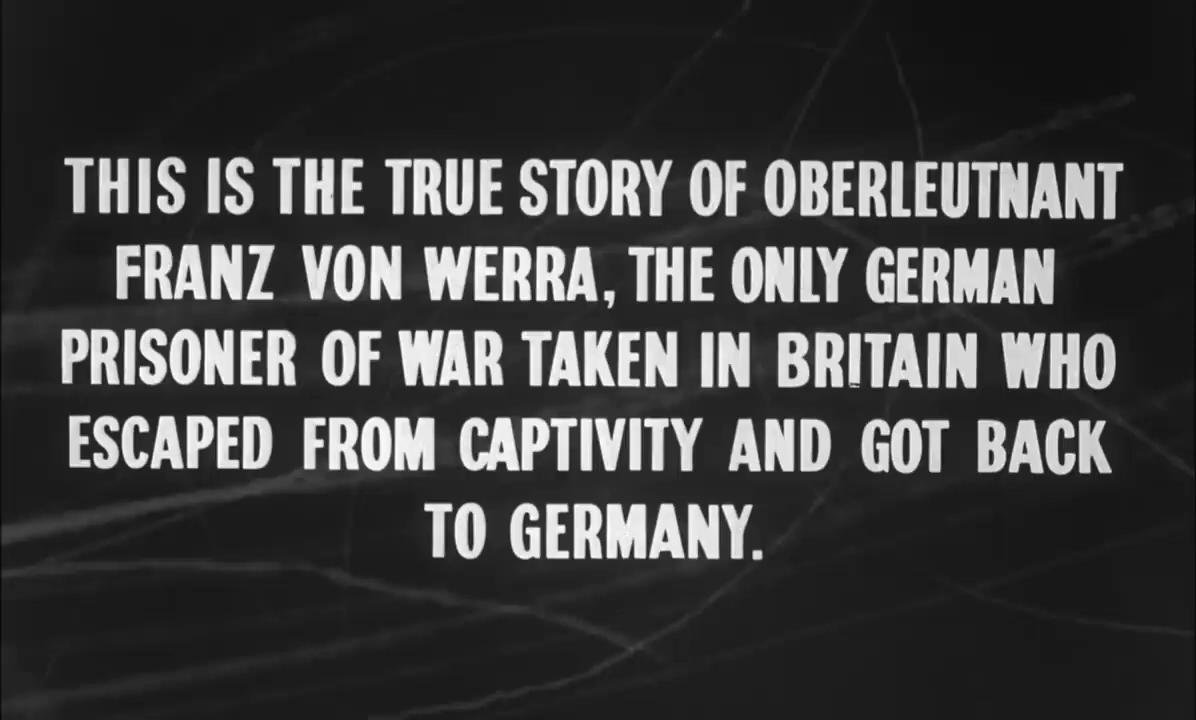 THIS IS THE TRUE STORY OF OBERLEUTNANT
FRANZ VON WERRA, THE ONLY GERMAN
PRISONER OF WAR TAKEN IN BRITAIN WHO
ESCAPED FROM CAPTIVITY AND GOT BACK
TO GERMANY.